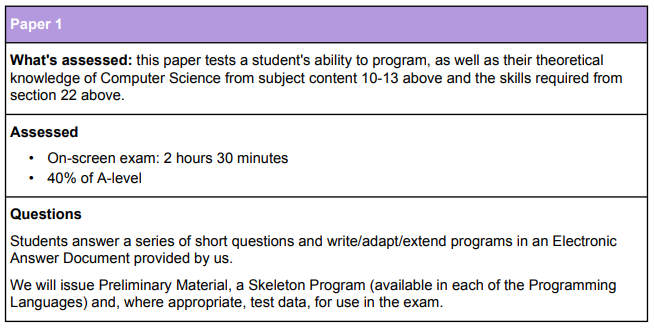 Paper 1
What's assessed: this paper tests a student's ability to program, as well as their theoretical
knowledge of Computer Science from subject content 10-13 above and the skills required from
section 22 above.
Assessed
• On-screen exam: 2 hours 30 minutes
• 40% of A-level
Questions
Students answer a series of short questions and write/adapt/extend programs in an Electronic
Answer Document provided by us.
We will issue Preliminary Material, a Skeleton Program (available in each of the Programming
Languages) and, where appropriate, test data, for use in the exam.